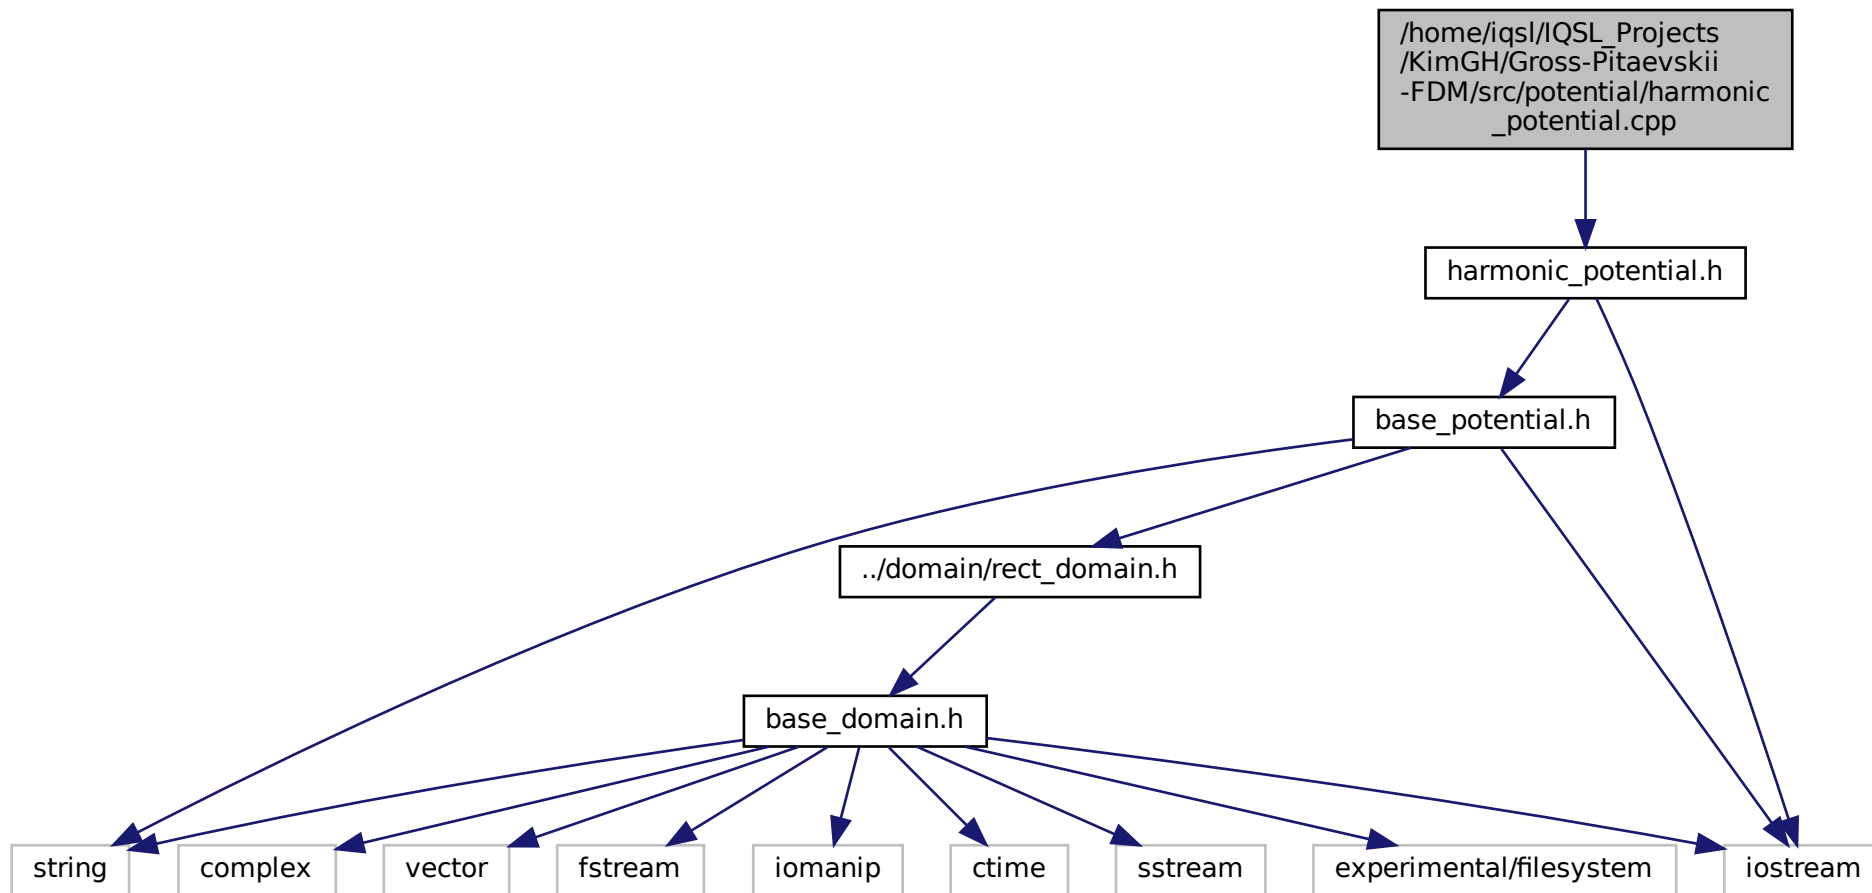 /home/iqsl/IQSL_Projects
/KimGH/Gross-Pitaevskii
-FDM/src/potential/harmonic
_potential.cpp
harmonic_potential.h
base_potential.h
../domain/rect_domain.h
base_domain.h
string
complex
vector
fstream
iomanip
ctime
sstream
experimental/filesystem
iostream